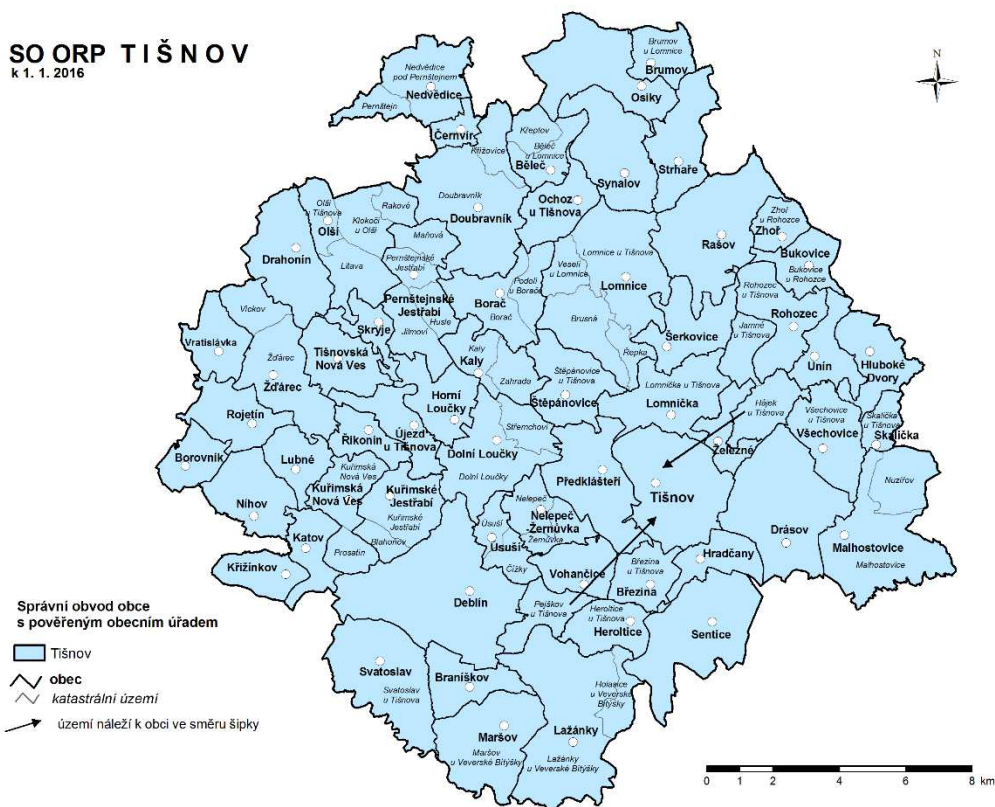 SO ORP TIŠNOV
k 1. 1. 2016
N
Brumov
u Lomnice
Brumov
Nedvědice
pod Pernštejnem
Nedvědice
Pernštejn
Osiky
Černvír
Křížovice
Křeptov
Běleč
u Lomnice
Běleč
Synalov
Strhaře
Doubravník
Doubravník
Ochoz
u Tišnova
Olší
u Tišnova
Olší
Klokočí
u Olší
Rakové
Maňová
Litava
Pernštejnské
Jestřabí
Pernštejnské
Jestřabí
Drahonín
Zhoř
u Rohozce
Zhoř
Rašov
Bukovice
Bukovice
u Rohozce
Lomnice u Tišnova
Lomnice
Veselí
u Lomnice
Podolí
u Borače
Borač
Borač
Rohozec
u Tišnova
Rohozec
Vickov
Vratislávka
Žďárec
Žďárec
Skryje
Jilmoví
Husle
Tišnovská
Nová Ves
Brusná
Řepka
Šerkovice
Jamné
u Tišnova
Unín
Hluboké
Dvory
Kaly
Kaly
Zahrada
Štěpánovice
u Tišnova
Štěpánovice
Lomnička u Tišnova
Lomnička
Hájek
u Tišnova
Všechovice
u Tišnova
Všechovice
Skalička
u Tišnova
Skalička
Rojetín
Horní
Loučky
Střemchoví
Dolní Loučky
Dolní Loučky
Říkonín
Újezd
u Tišnova
Železné
Borovník
Lubné
Kuřimská
Nová Ves
Kuřimská
Nová Ves
Kuřimské
Jestřabí
Kuřimské
Jestřabí
Předklášteří
Tišnov
Nuzířov
Níhov
Nelepeč
Nelepeč
-Žernůvka
Žernůvka
Úsuší
Úsuší
Čížky
Drásov
Malhostovice
Malhostovice
Katov
Prosatín
Blahoňov
Křižínkov
Hradčany
Březina
u Tišnova
Březina
Vohančice
Deblín
Pejškov
u Tišnova
Heroltice
u Tišnova
Heroltice
Sentice
Správní obvod obce
s pověřeným obecním úřadem
Tišnov
obec
katastrální území
území náleží k obci ve směru šipky
Svatoslav
Svatoslav
u Tišnova
Braníškov
Holasice
u Veverské
Bítýšky
Maršov
Maršov
u Veverské Bítýšky
Lažánky
Lažánky
u Veverské Bítýšky
0 1 2 4 6 8 km